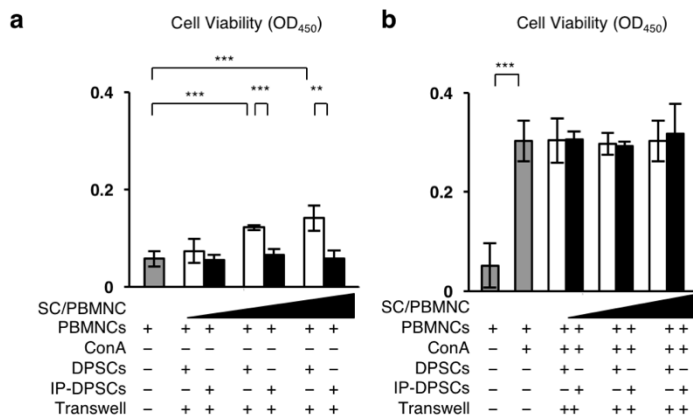 a
Cell Viability (OD450)
***
***
***
**
0.4
0.2
0
SC/PBMNC
PBMNCs + + + + + + +
ConA – – – – – – –
DPSCs – + – + – + –
IP-DPSCs – – + – + – +
Transwell – + + + + + +
b
Cell Viability (OD450)
***
0.4
0.2
0
SC/PBMNC
PBMNCs + + + + + + + +
ConA – + + + + + + +
DPSCs – – + – + – + –
IP-DPSCs – – – + – + – +
Transwell – – + + + + + +